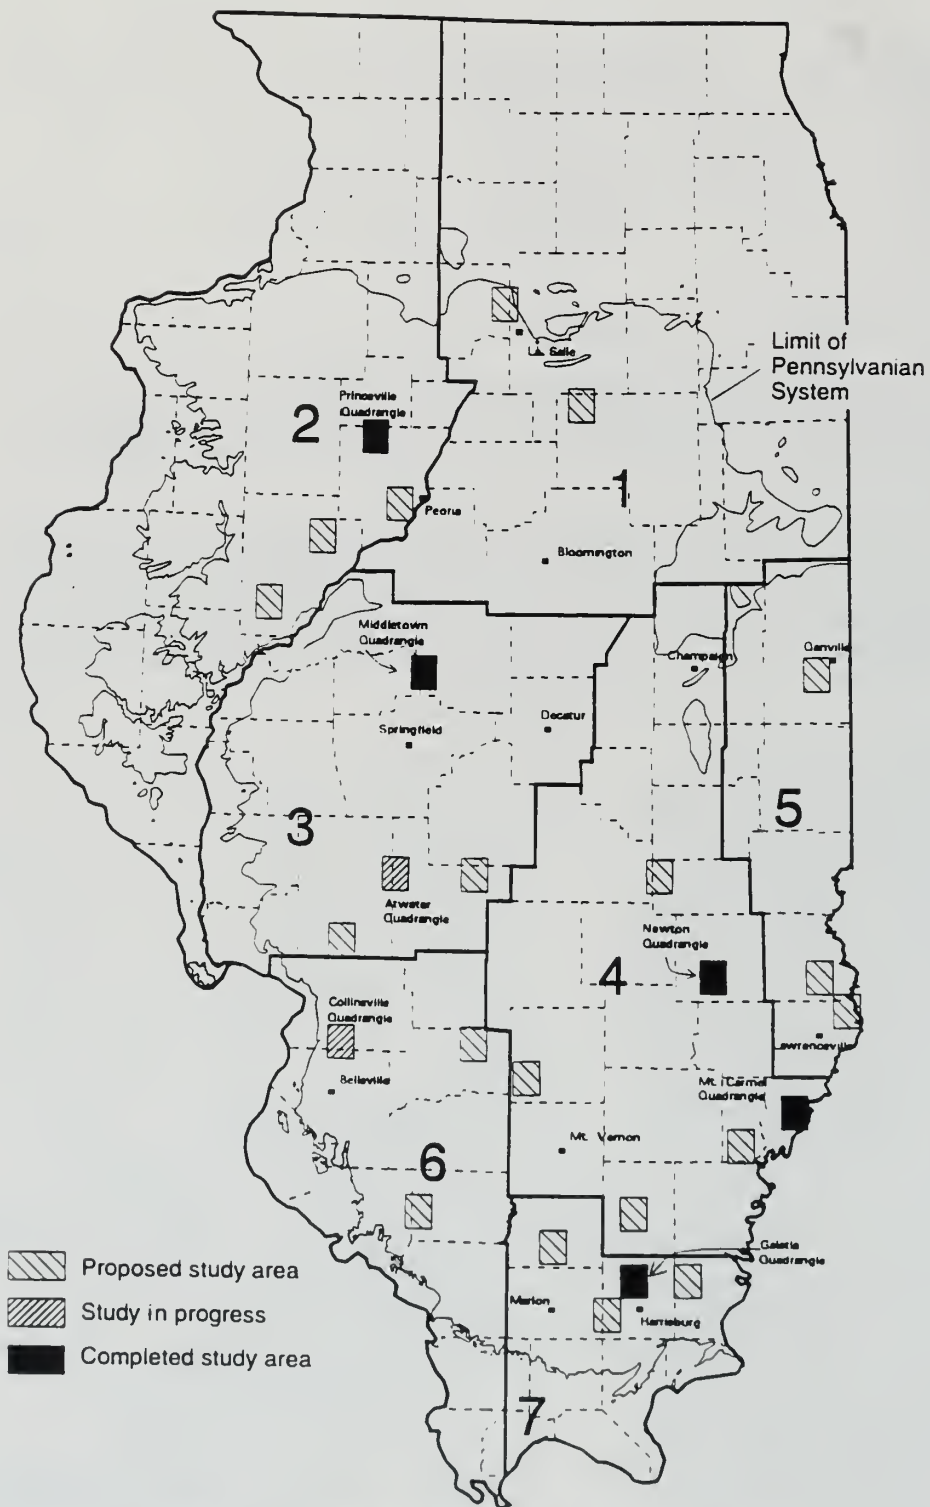 Limit of
Pennsylvanian
System
La Salle
Princeville
Quadrangle
2
1
Peoria
Bloomington
Middletown
Quadrangle
Champaign
Danville
Springfield
Decatur
3
5
Atwater
Quadrangle
Newton
Quadrangle
4
Collinsville
Quadrangle
Lawrenceville
Belleville
Mt. Carmel
Quadrangle
Mt. Vernon
6
Galatia
Quadrangle
Marion
Harrisburg
7
Proposed study area
Study in progress
Completed study area